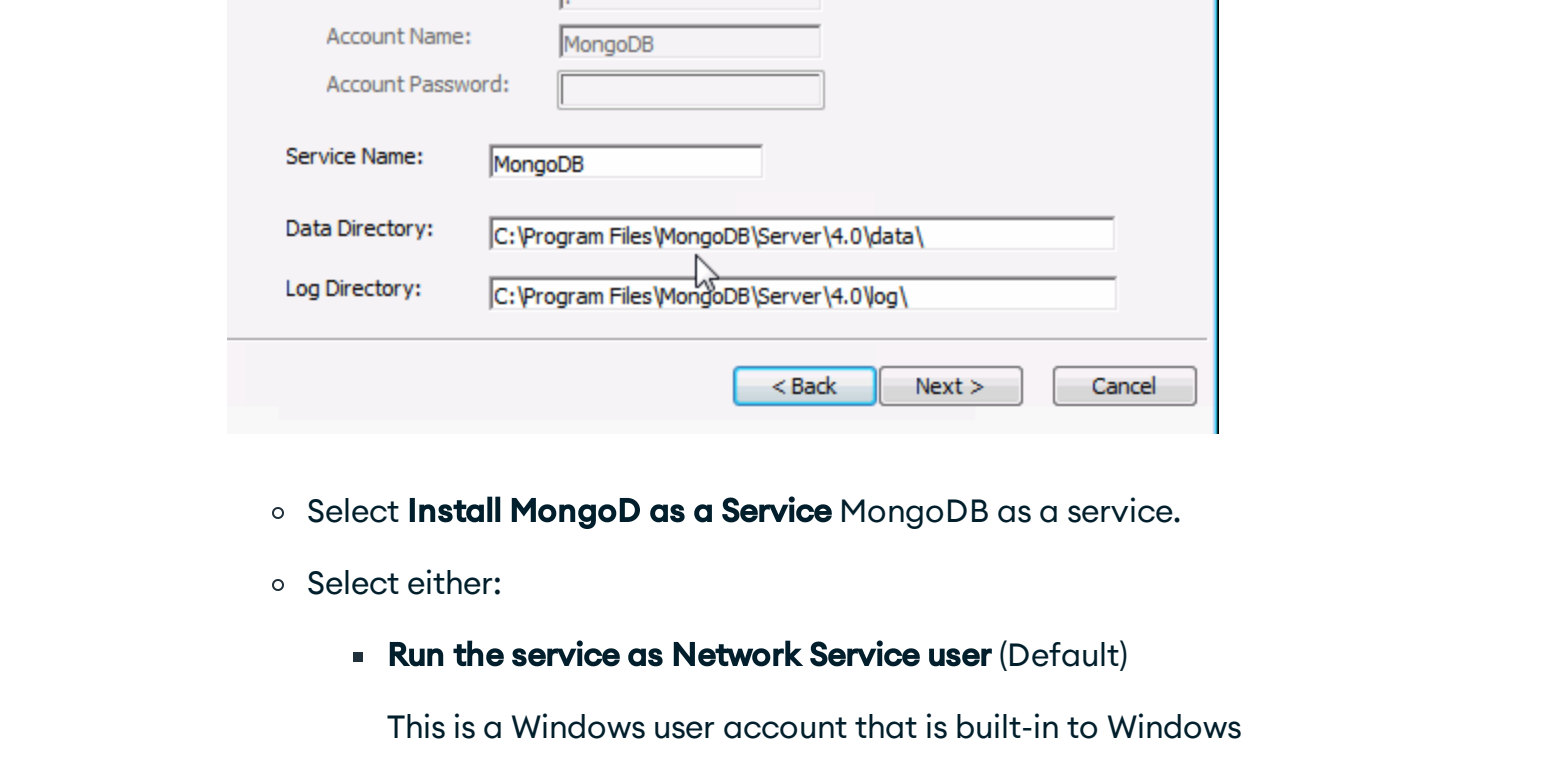 Account Name: MongoDB
Account Password:
Service Name: MongoDB
Data Directory: C:\Program Files\MongoDB\Server\4.0\data\
Log Directory: C:\Program Files\MongoDB\Server\4.0\log\
< Back Next > Cancel
Select Install MongoD as a Service MongoDB as a service.
Select either:
Run the service as Network Service user (Default)
This is a Windows user account that is built-in to Windows